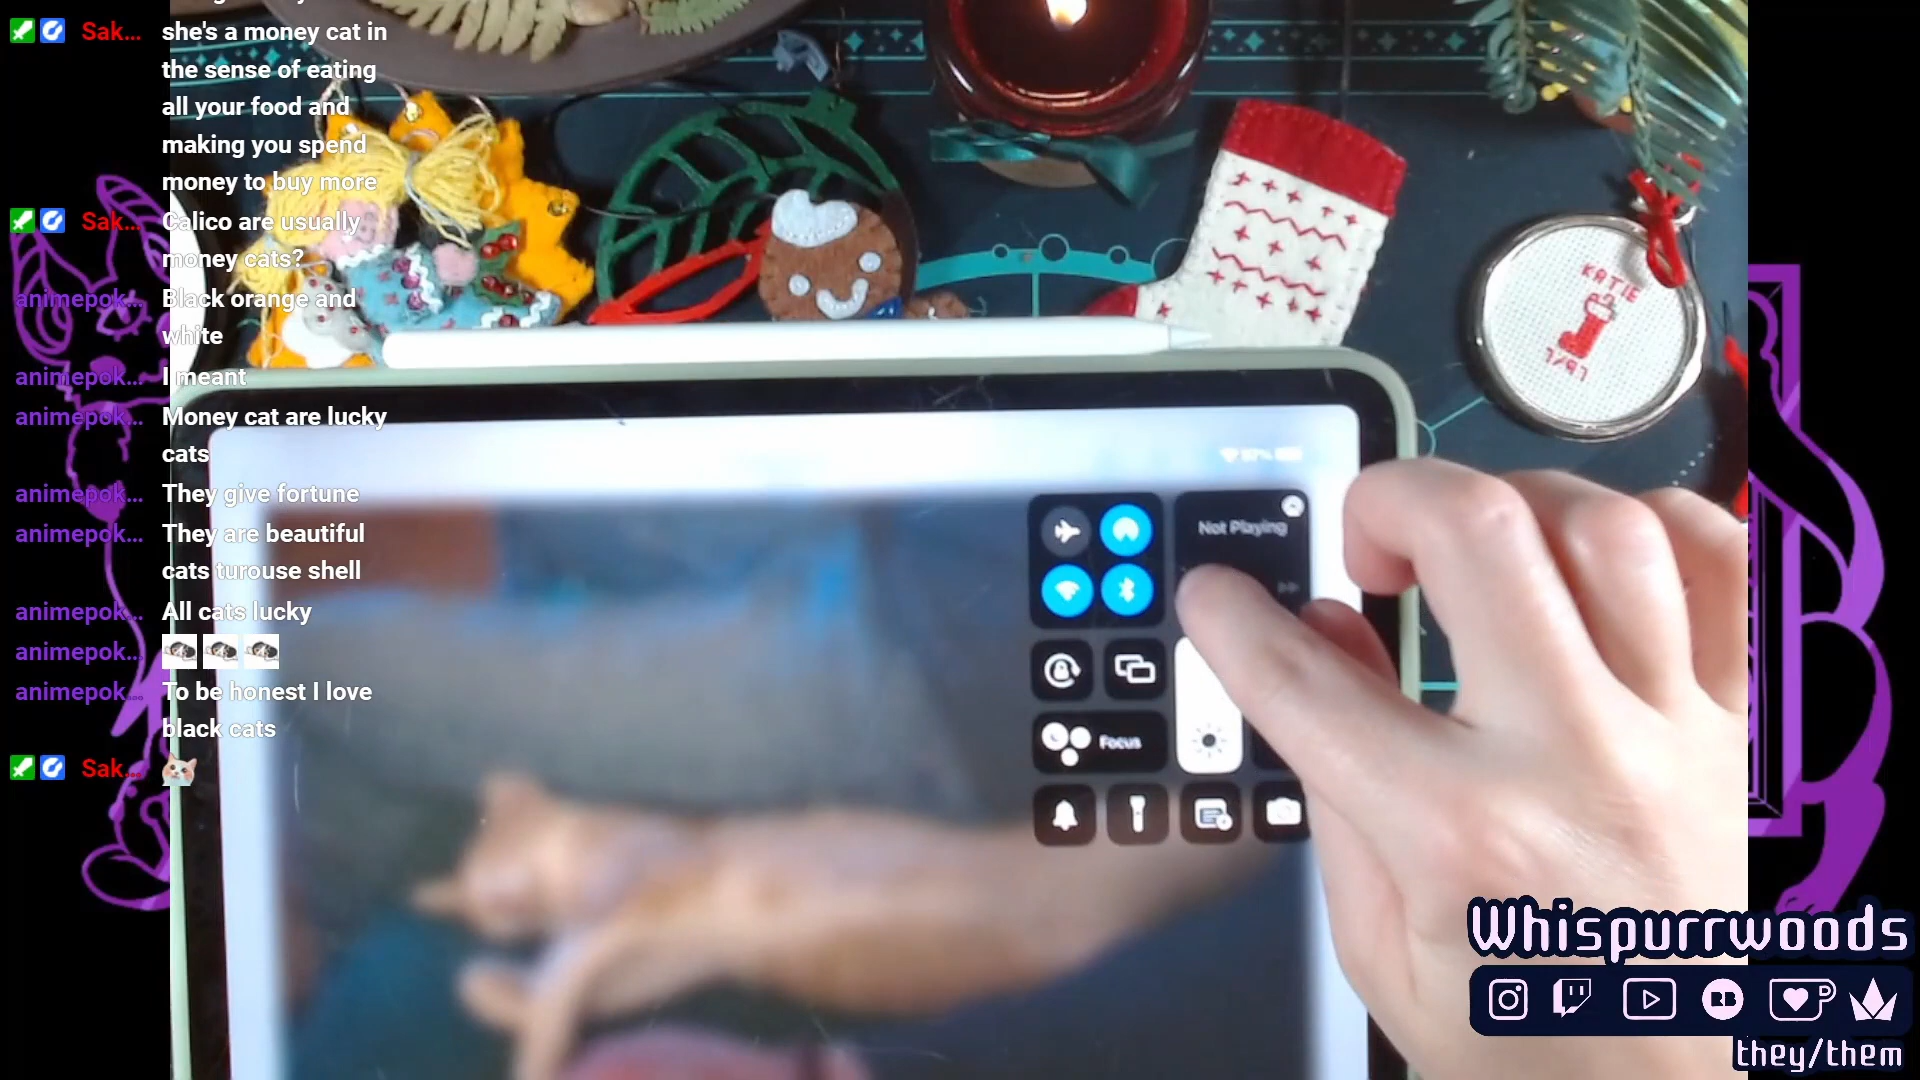 Sak... she's a money cat in
the sense of eating
all your food and
making you spend
money to buy more
Sak... Calico are usually
money cats?
animepok... Black orange and
white
animepok... I meant
animepok... Money cat are lucky
cats
animepok... They give fortune
animepok... They are beautiful
cats turouse shell
animepok... All cats lucky
animepok...
animepok... To be honest I love
black cats
Sak...
KATIE
1/97
Not Playing
Focus
Whispurrwoods
RB
they/them